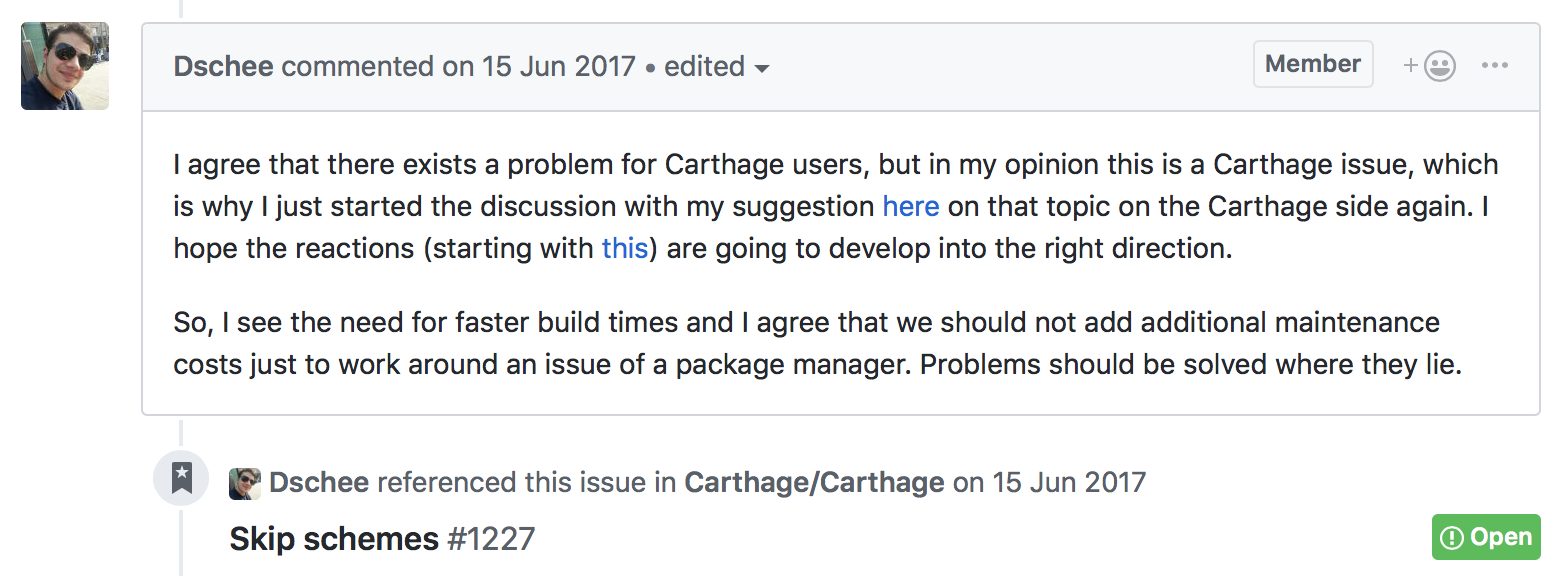 Dschee commented on 15 Jun 2017 • edited
Member
I agree that there exists a problem for Carthage users, but in my opinion this is a Carthage issue, which
is why I just started the discussion with my suggestion here on that topic on the Carthage side again. I
hope the reactions (starting with this) are going to develop into the right direction.
So, I see the need for faster build times and I agree that we should not add additional maintenance
costs just to work around an issue of a package manager. Problems should be solved where they lie.
Dschee referenced this issue in Carthage/Carthage on 15 Jun 2017
Skip schemes #1227
Open